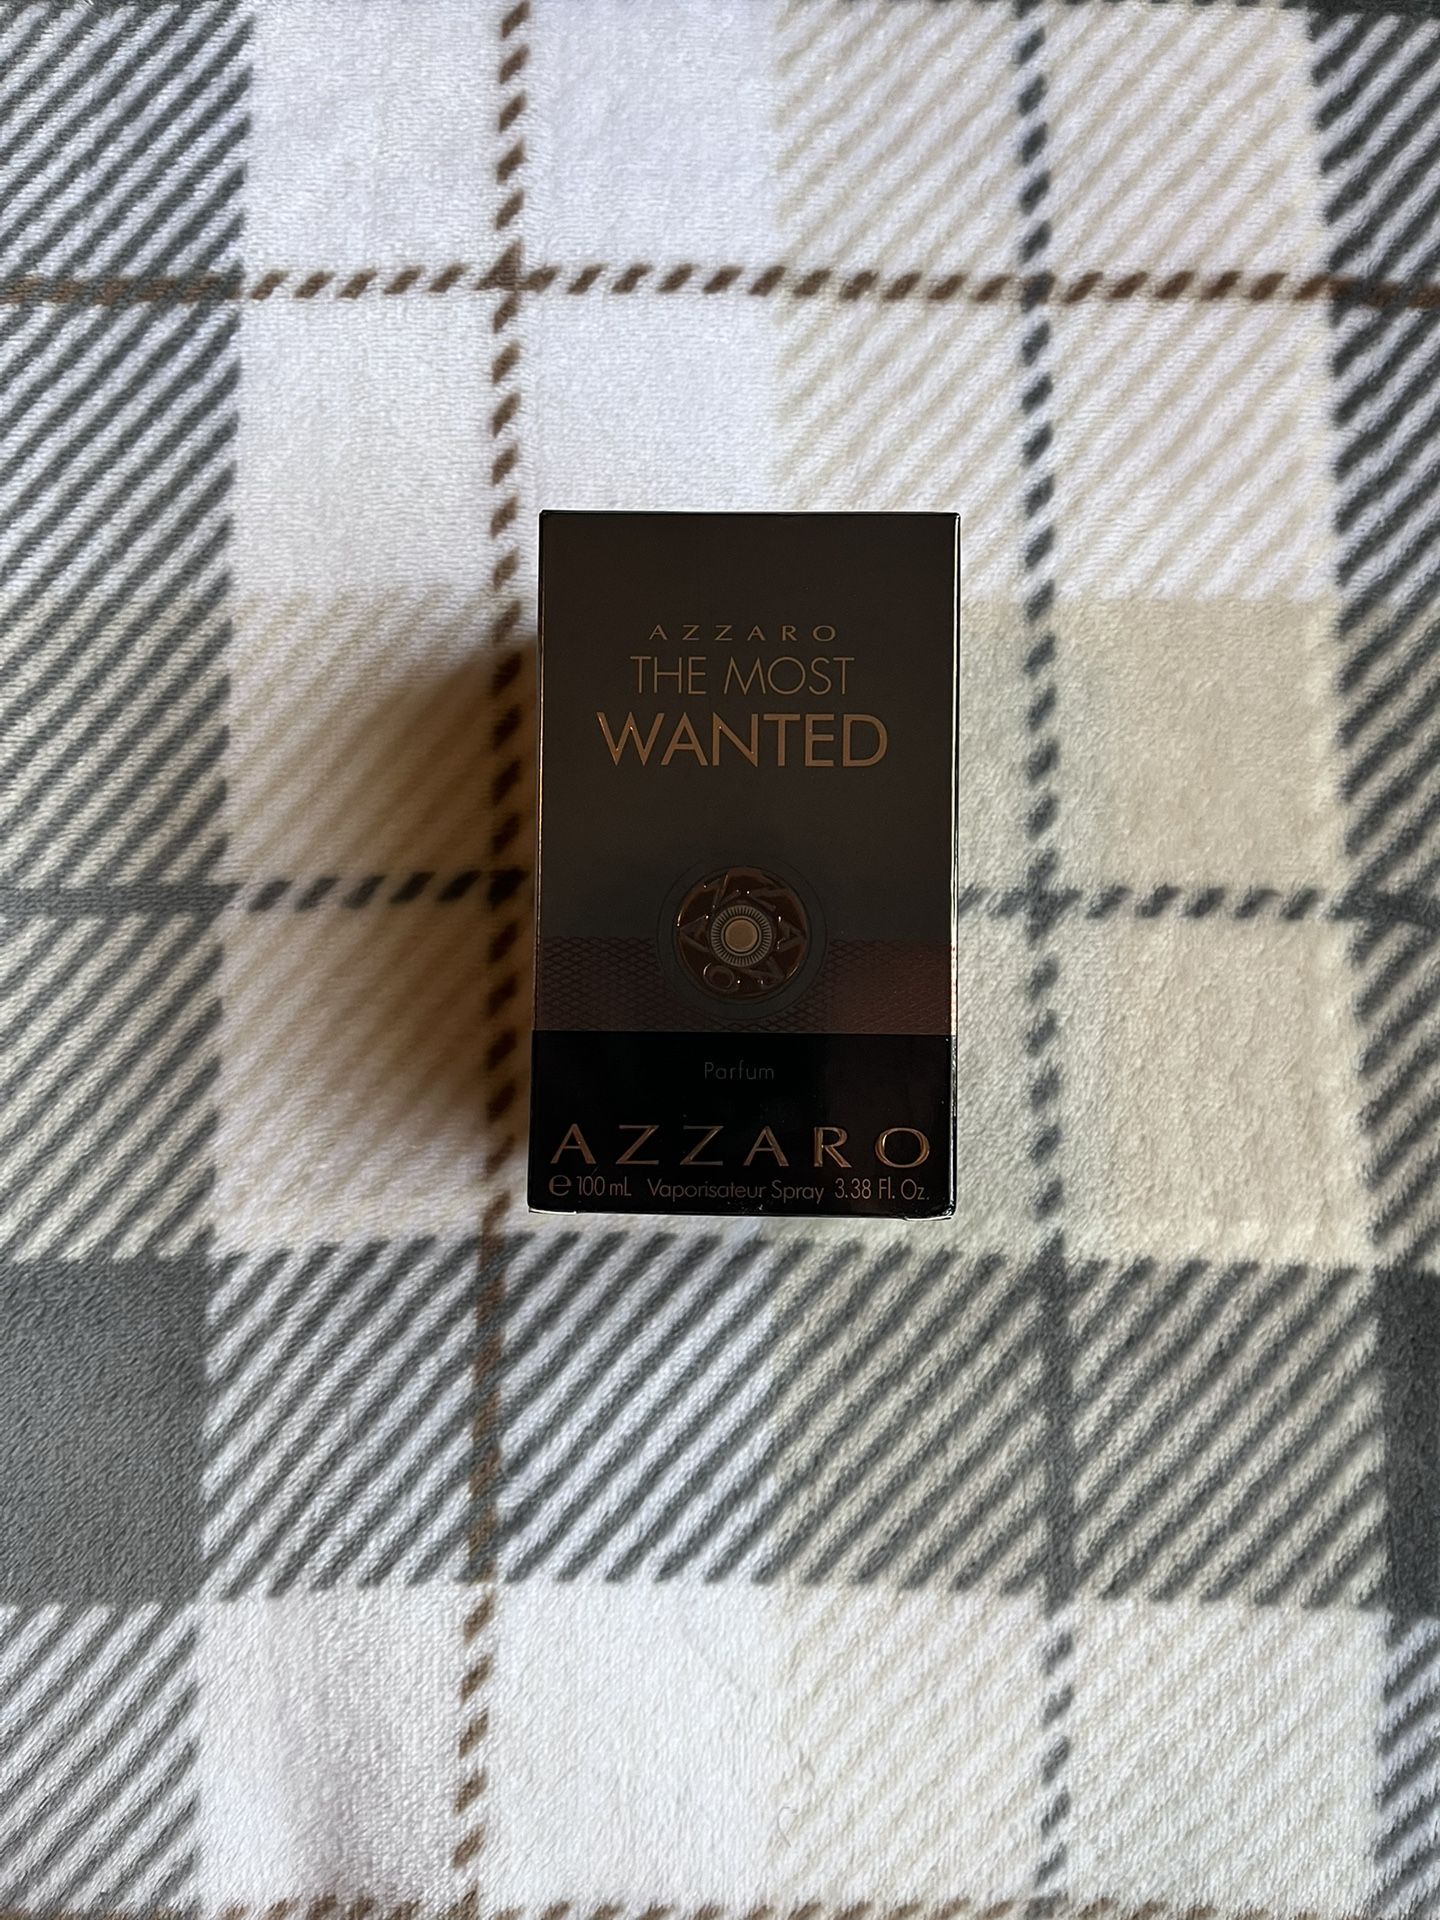 AZZARO
THE MOST
WANTED
Parfum
AZZARO
℮ 100 mL Vaporisateur Spray 3.38 Fl. Oz.